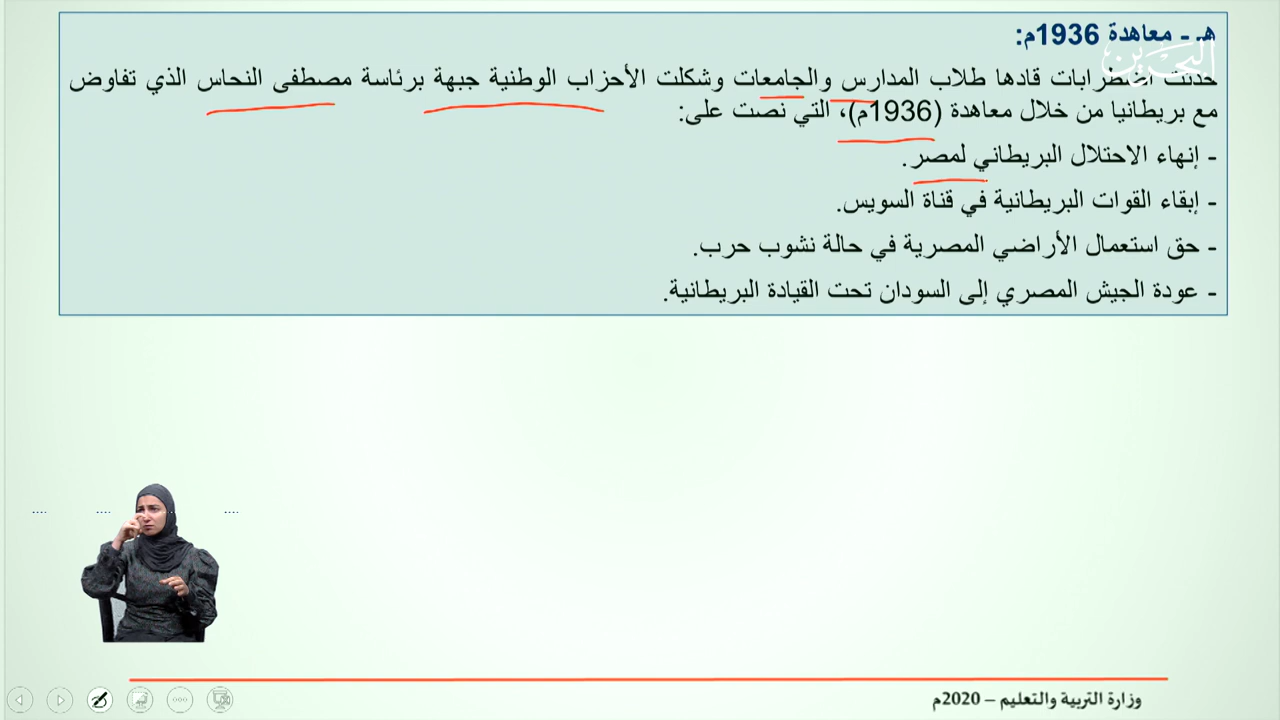 هـ - معاهدة 1936م:
البحرين
حدثت اضطرابات قادها طلاب المدارس والجامعات وشكلت الأحزاب الوطنية جبهة برئاسة مصطفى النحاس الذي تفاوض
مع بريطانيا من خلال معاهدة (1936م)، التي نصت على:
- إنهاء الاحتلال البريطاني لمصر.
- إبقاء القوات البريطانية في قناة السويس.
- حق استعمال الأراضي المصرية في حالة نشوب حرب.
- عودة الجيش المصري إلى السودان تحت القيادة البريطانية.
وزارة التربية والتعليم – 2020م